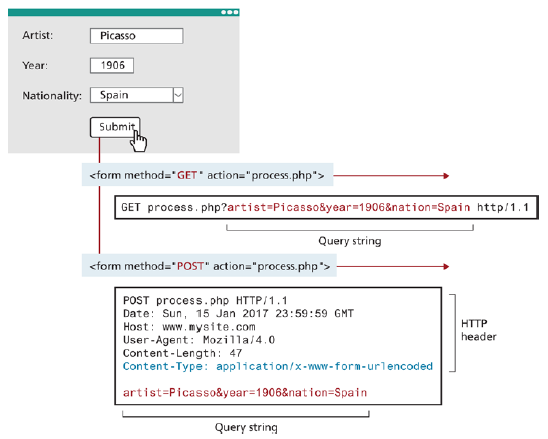 Artist: Picasso
Year: 1906
Nationality: Spain
Submit
<form method="GET" action="process.php">
GET process.php?artist=Picasso&year=1906&nation=Spain http/1.1
Query string
<form method="POST" action="process.php">
POST process.php HTTP/1.1
Date: Sun, 15 Jan 2017 23:59:59 GMT
Host: www.mysite.com
User-Agent: Mozilla/4.0
Content-Length: 47
Content-Type: application/x-www-form-urlencoded
HTTP
header
artist=Picasso&year=1906&nation=Spain
Query string